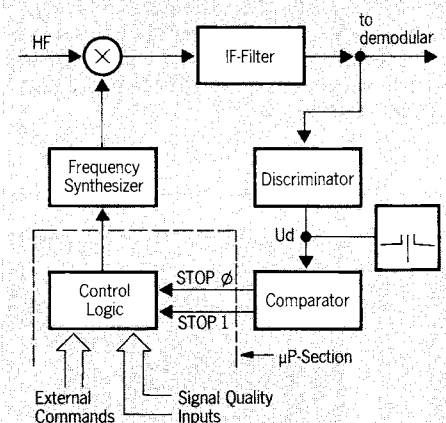 to
demodular
HF
IF-Filter
Frequency
Synthesizer
Discriminator
Ud
STOP Ø
Control
Logic
Comparator
STOP 1
µP-Section
External
Commands
Signal Quality
Inputs